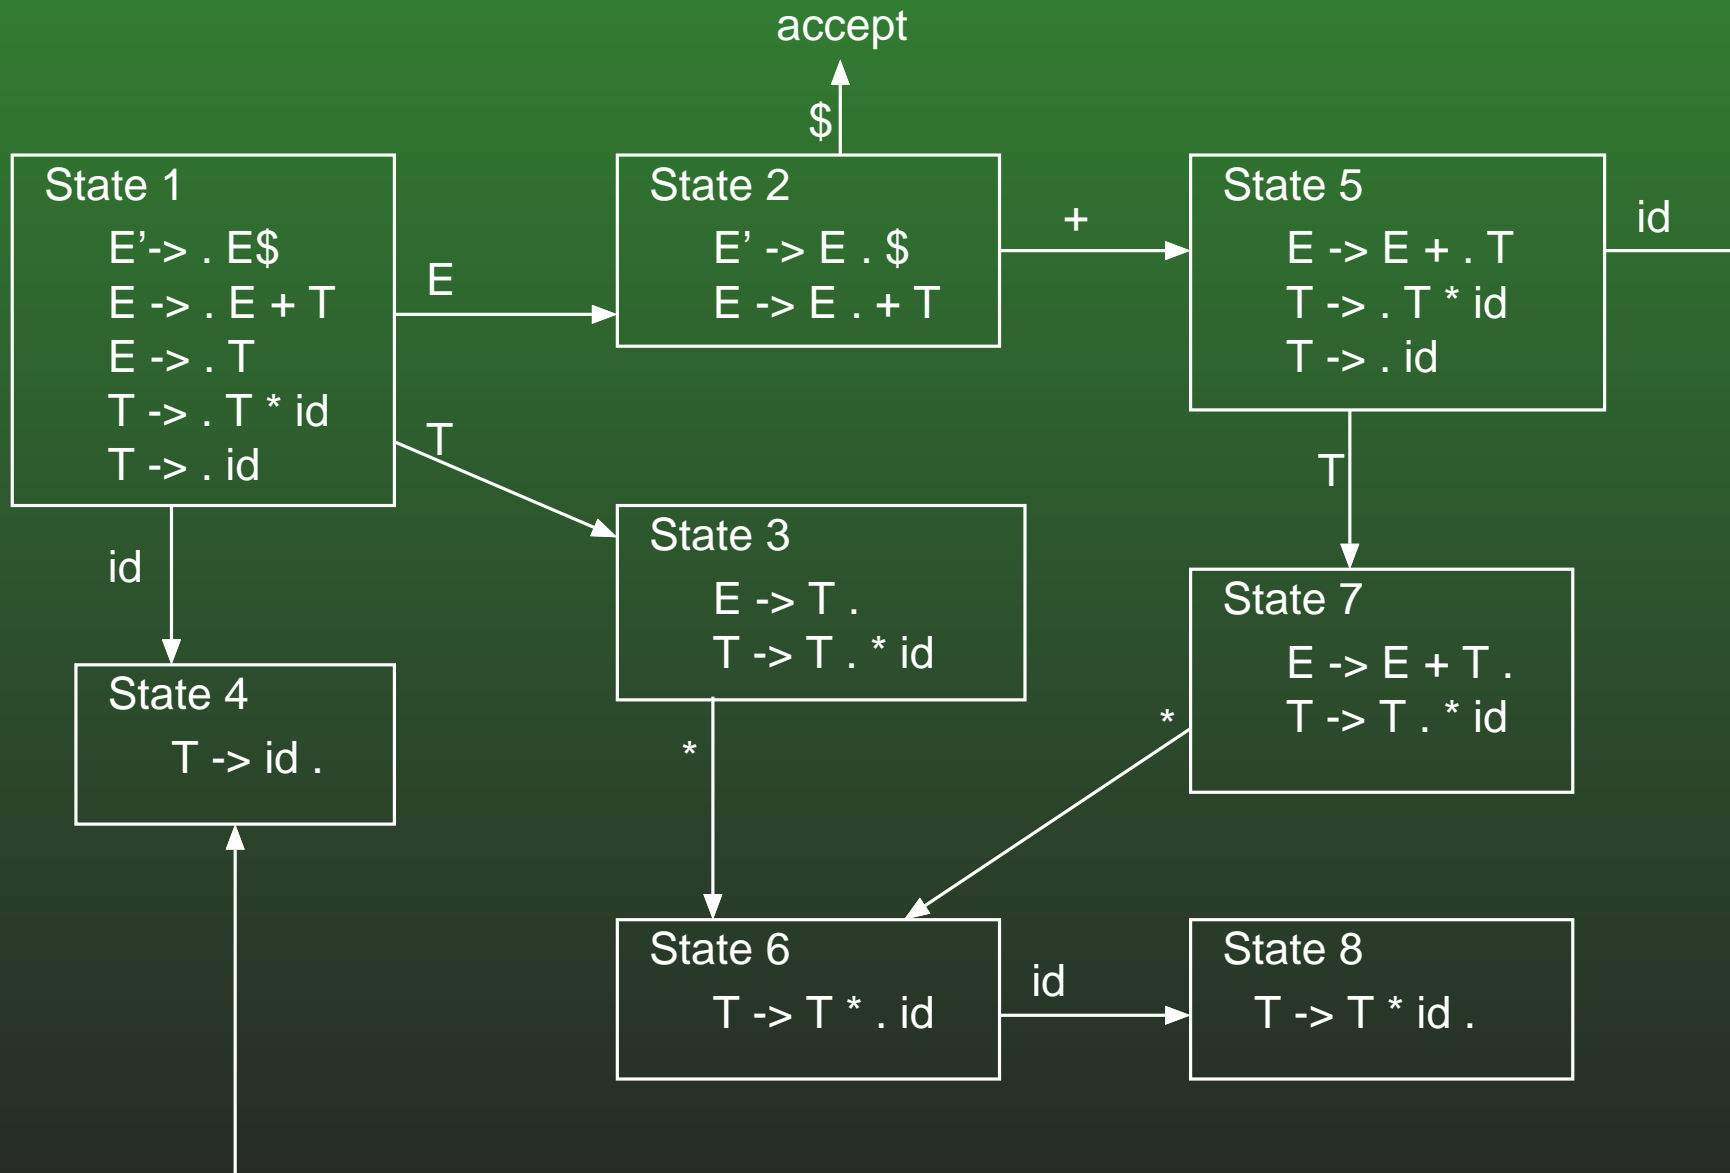 accept
$
State 1
E’-> . E$
E -> . E + T
E -> . T
T -> . T * id
T -> . id
E
T
id
State 2
E’ -> E . $
E -> E . + T
+
State 5
E -> E + . T
T -> . T * id
T -> . id
id
T
State 3
E -> T .
T -> T . * id
*
State 4
T -> id .
State 7
E -> E + T .
T -> T . * id
*
State 6
T -> T * . id
id
State 8
T -> T * id .